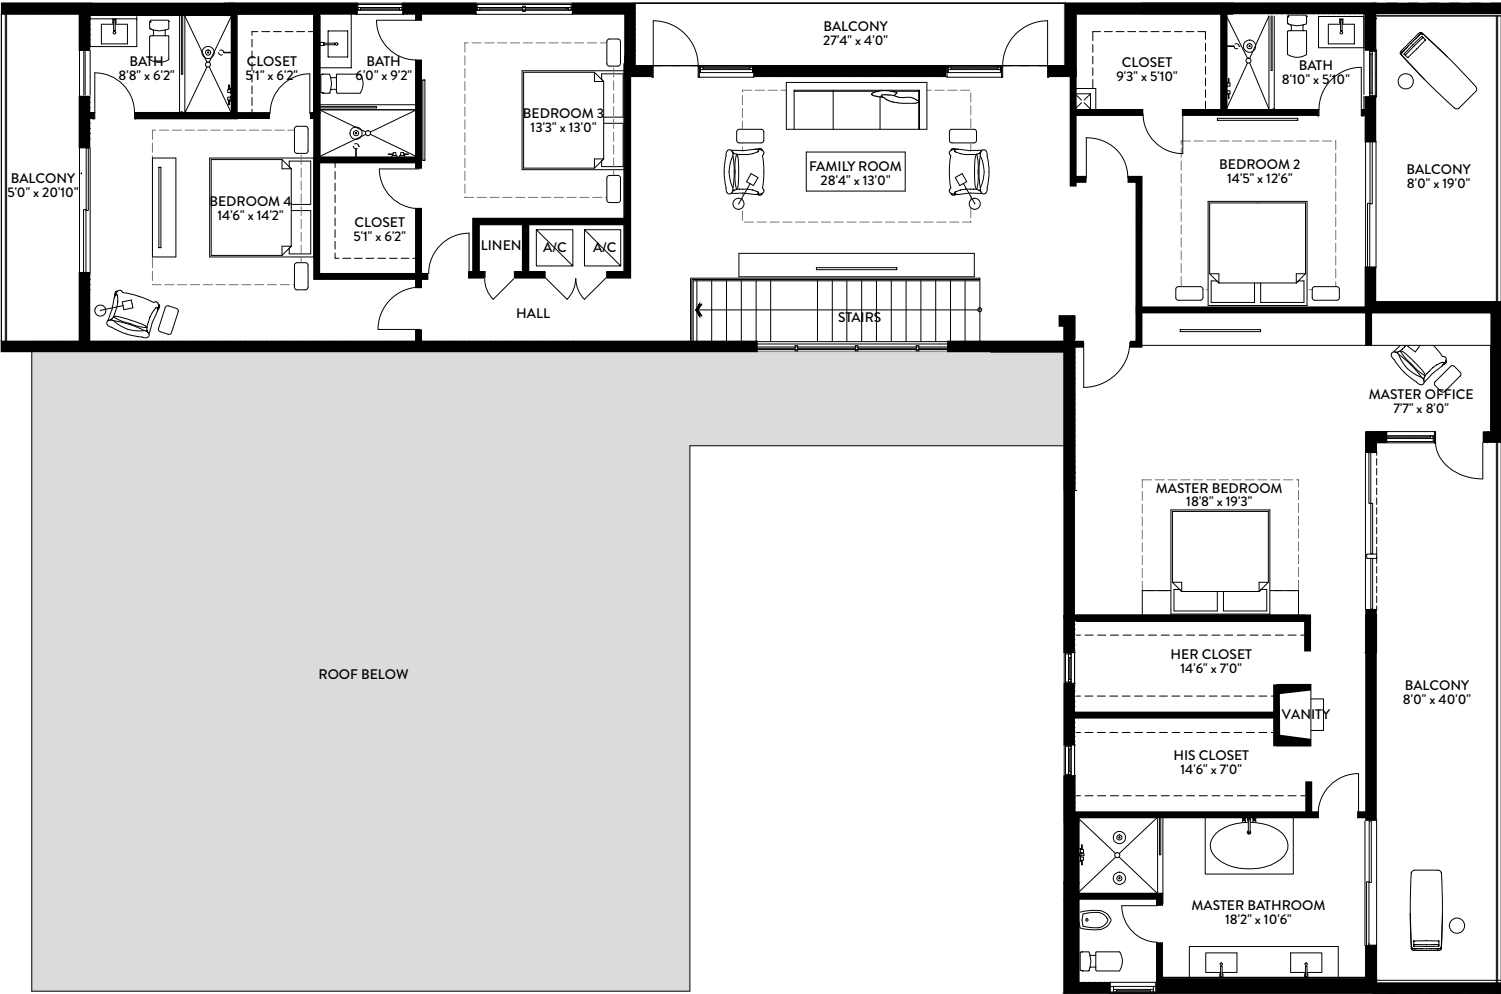 BALCONY
27'4" x 4'0"
BATH
8'8" x 6'2"
CLOSET
5'1" x 6'2"
BATH
6'0" x 9'2"
BEDROOM 3
13'3" x 13'0"
CLOSET
9'3" x 5'10"
BATH
8'10" x 5'10"
BALCONY
5'0" x 20'10"
BEDROOM 4
14'6" x 14'2"
CLOSET
5'1" x 6'2"
LINEN
A/C
A/C
HALL
FAMILY ROOM
28'4" x 13'0"
STAIRS
BEDROOM 2
14'5" x 12'6"
BALCONY
8'0" x 19'0"
MASTER OFFICE
7'7" x 8'0"
MASTER BEDROOM
18'8" x 19'3"
ROOF BELOW
HER CLOSET
14'6" x 7'0"
VANITY
HIS CLOSET
14'6" x 7'0"
BALCONY
8'0" x 40'0"
MASTER BATHROOM
18'2" x 10'6"